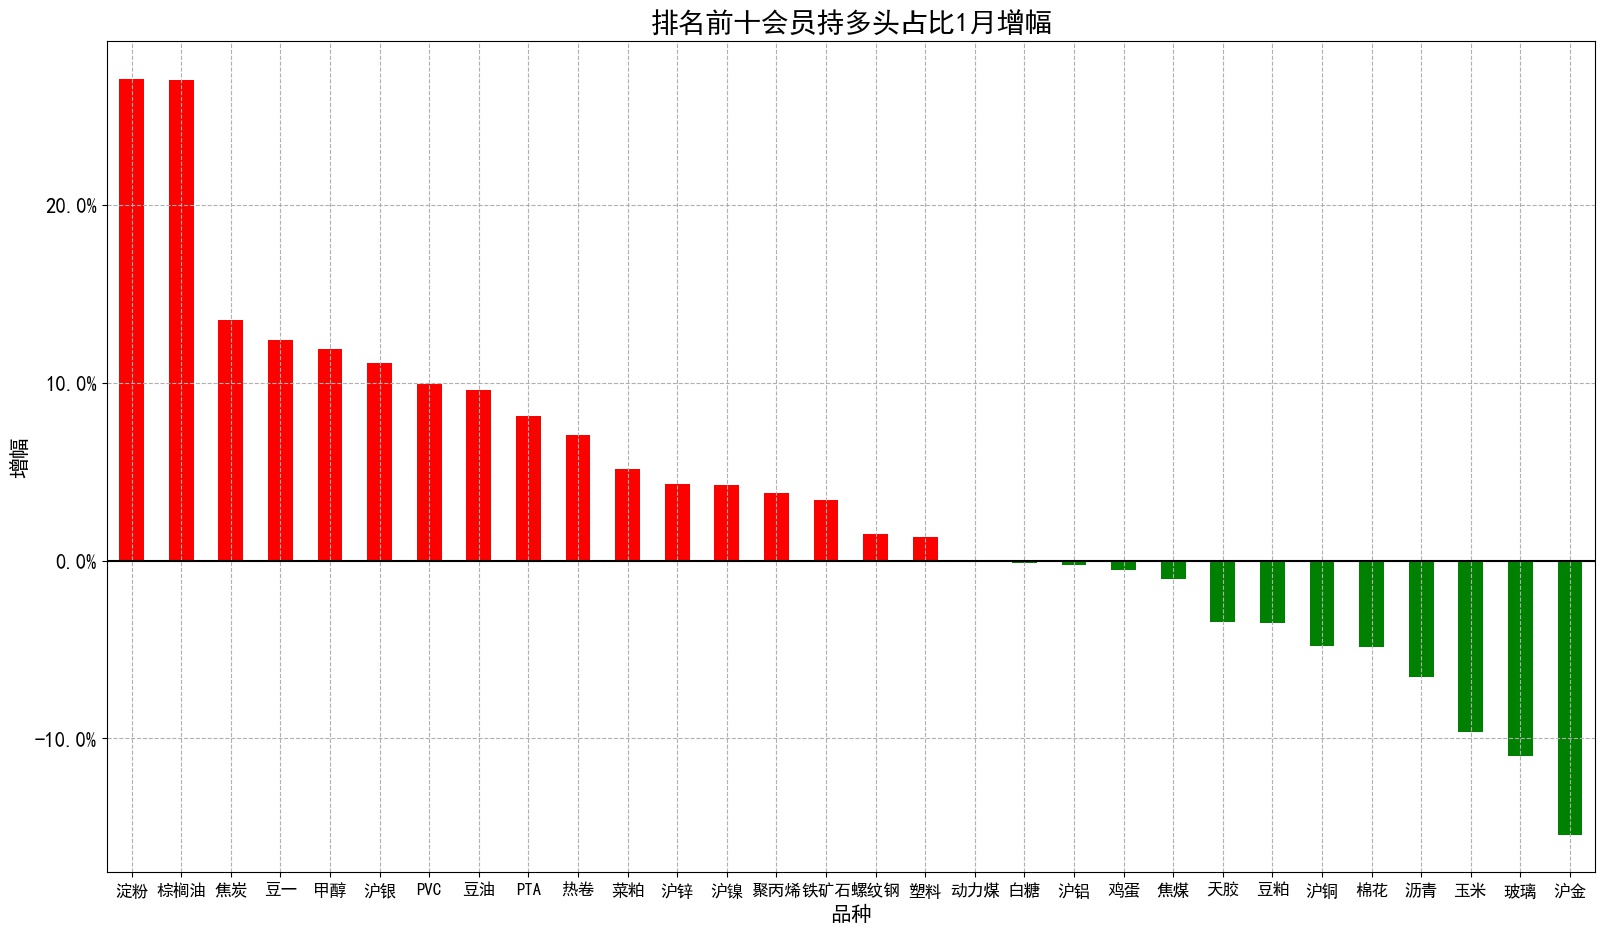 排名前十会员持多头占比1月增幅
20.0%
10.0%
0.0%
-10.0%
增幅
淀粉 棕榈油 焦炭 豆一 甲醇 沪银 PVC 豆油 PTA 热卷 菜粕 沪锌 沪镍 聚丙烯 铁矿石 螺纹钢 塑料 动力煤 白糖 沪铝 鸡蛋 焦煤 天胶 豆粕 沪铜 棉花 沥青 玉米 玻璃 沪金
品种